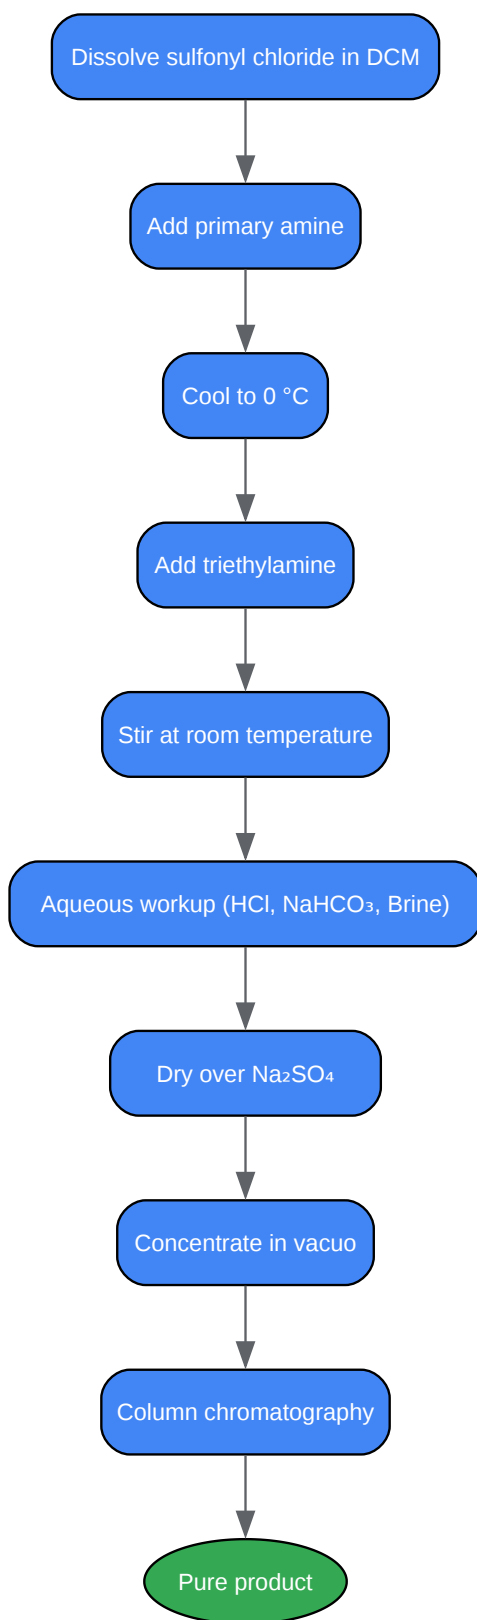 Dissolve sulfonyl chloride in DCM
Add primary amine
Cool to 0 °C
Add triethylamine
Stir at room temperature
Aqueous workup (HCl, NaHCO₃, Brine)
Dry over Na₂SO₄
Concentrate in vacuo
Column chromatography
Pure product